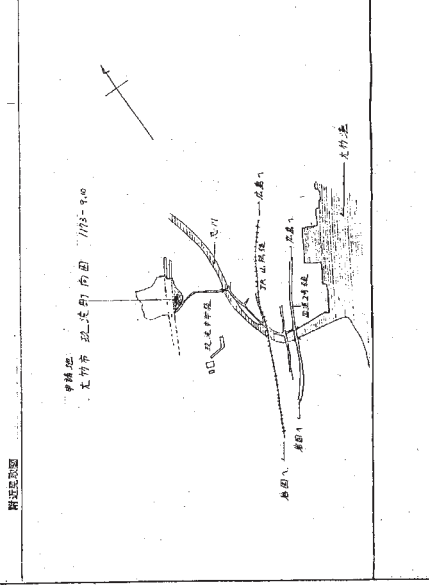 附近見取図
申請地
大竹市 玖波町 向田 1173-9.10
恵川
玖波中学校
JR山陽線
広島へ
広島へ
国道2号線
岩国へ
岩国へ
大竹港